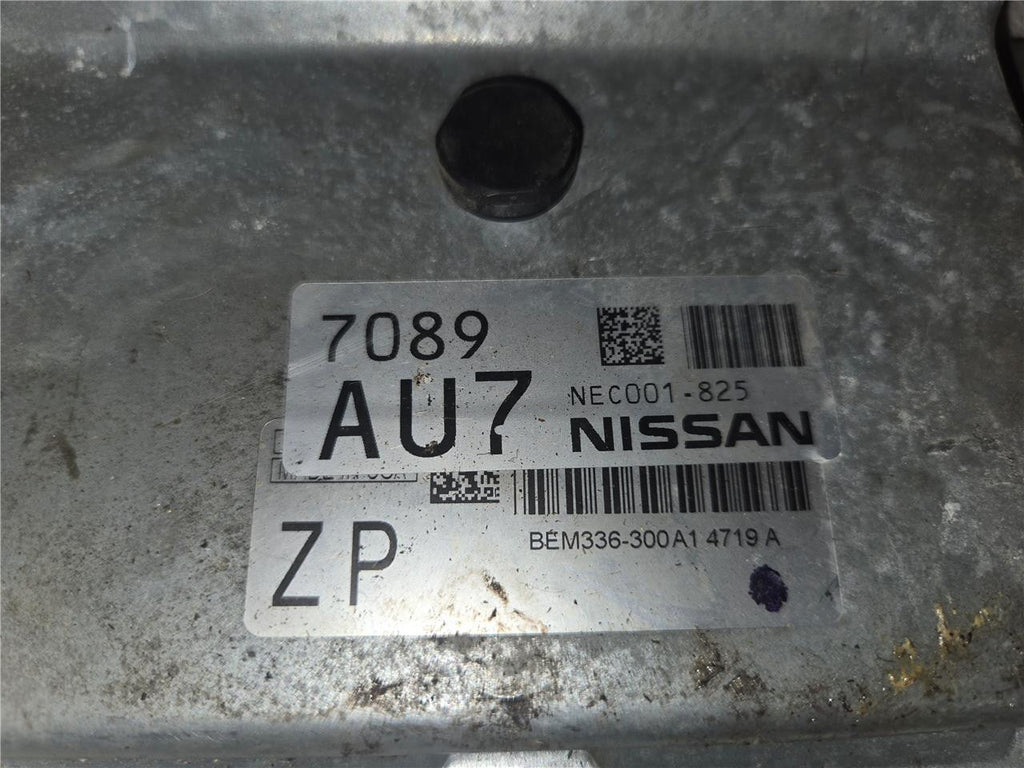 7089
AU7
NEC001-825
NISSAN
ZP
BEM336-300A1 4719 A